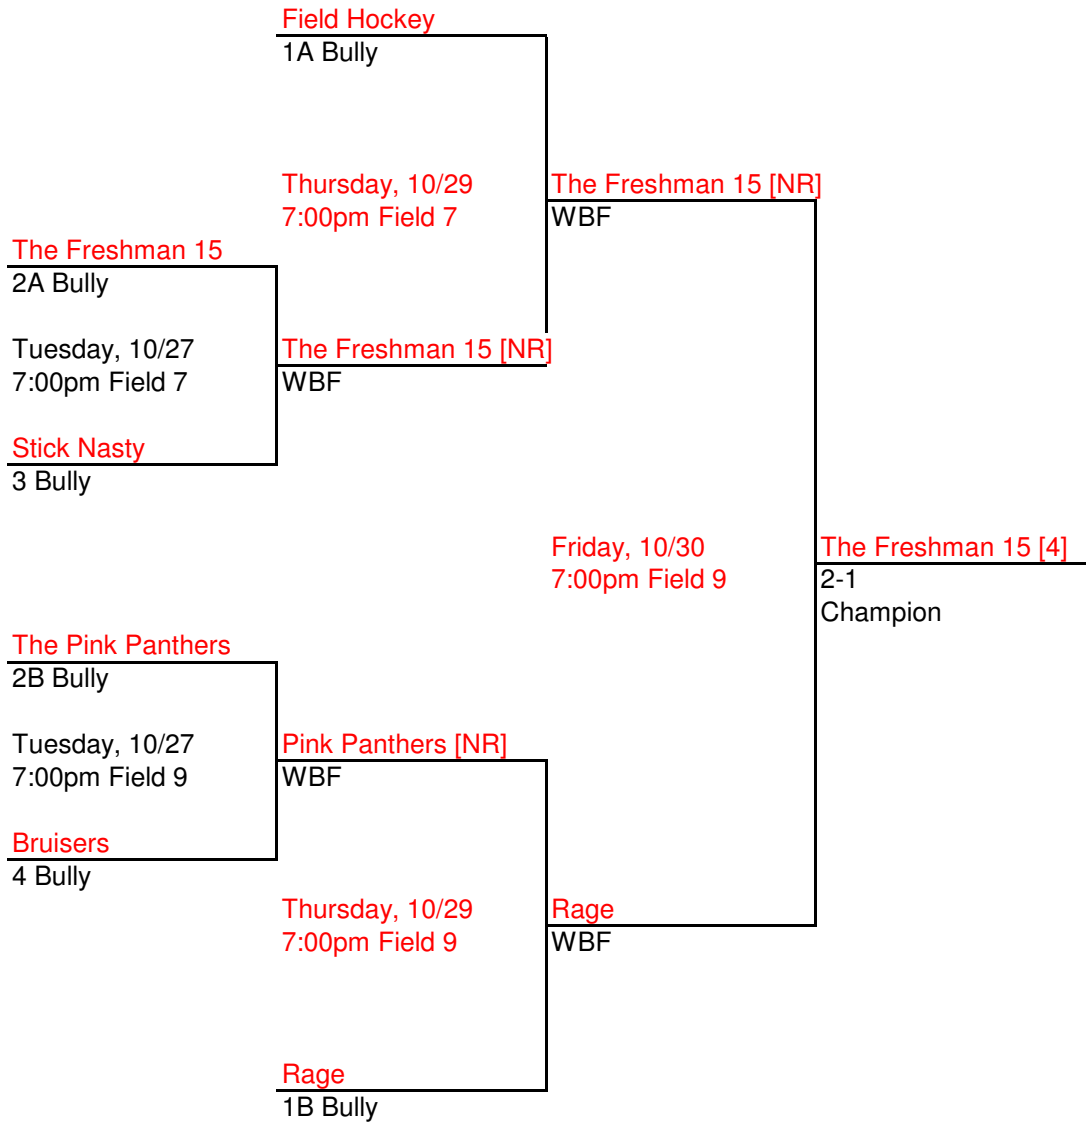 Field Hockey
1A Bully
Thursday, 10/29
7:00pm Field 7
The Freshman 15 [NR]
WBF
The Freshman 15
2A Bully
Tuesday, 10/27
7:00pm Field 7
The Freshman 15 [NR]
WBF
Stick Nasty
3 Bully
Friday, 10/30
7:00pm Field 9
The Freshman 15 [4]
2-1
Champion
The Pink Panthers
2B Bully
Tuesday, 10/27
7:00pm Field 9
Pink Panthers [NR]
WBF
Bruisers
4 Bully
Thursday, 10/29
7:00pm Field 9
Rage
WBF
Rage
1B Bully